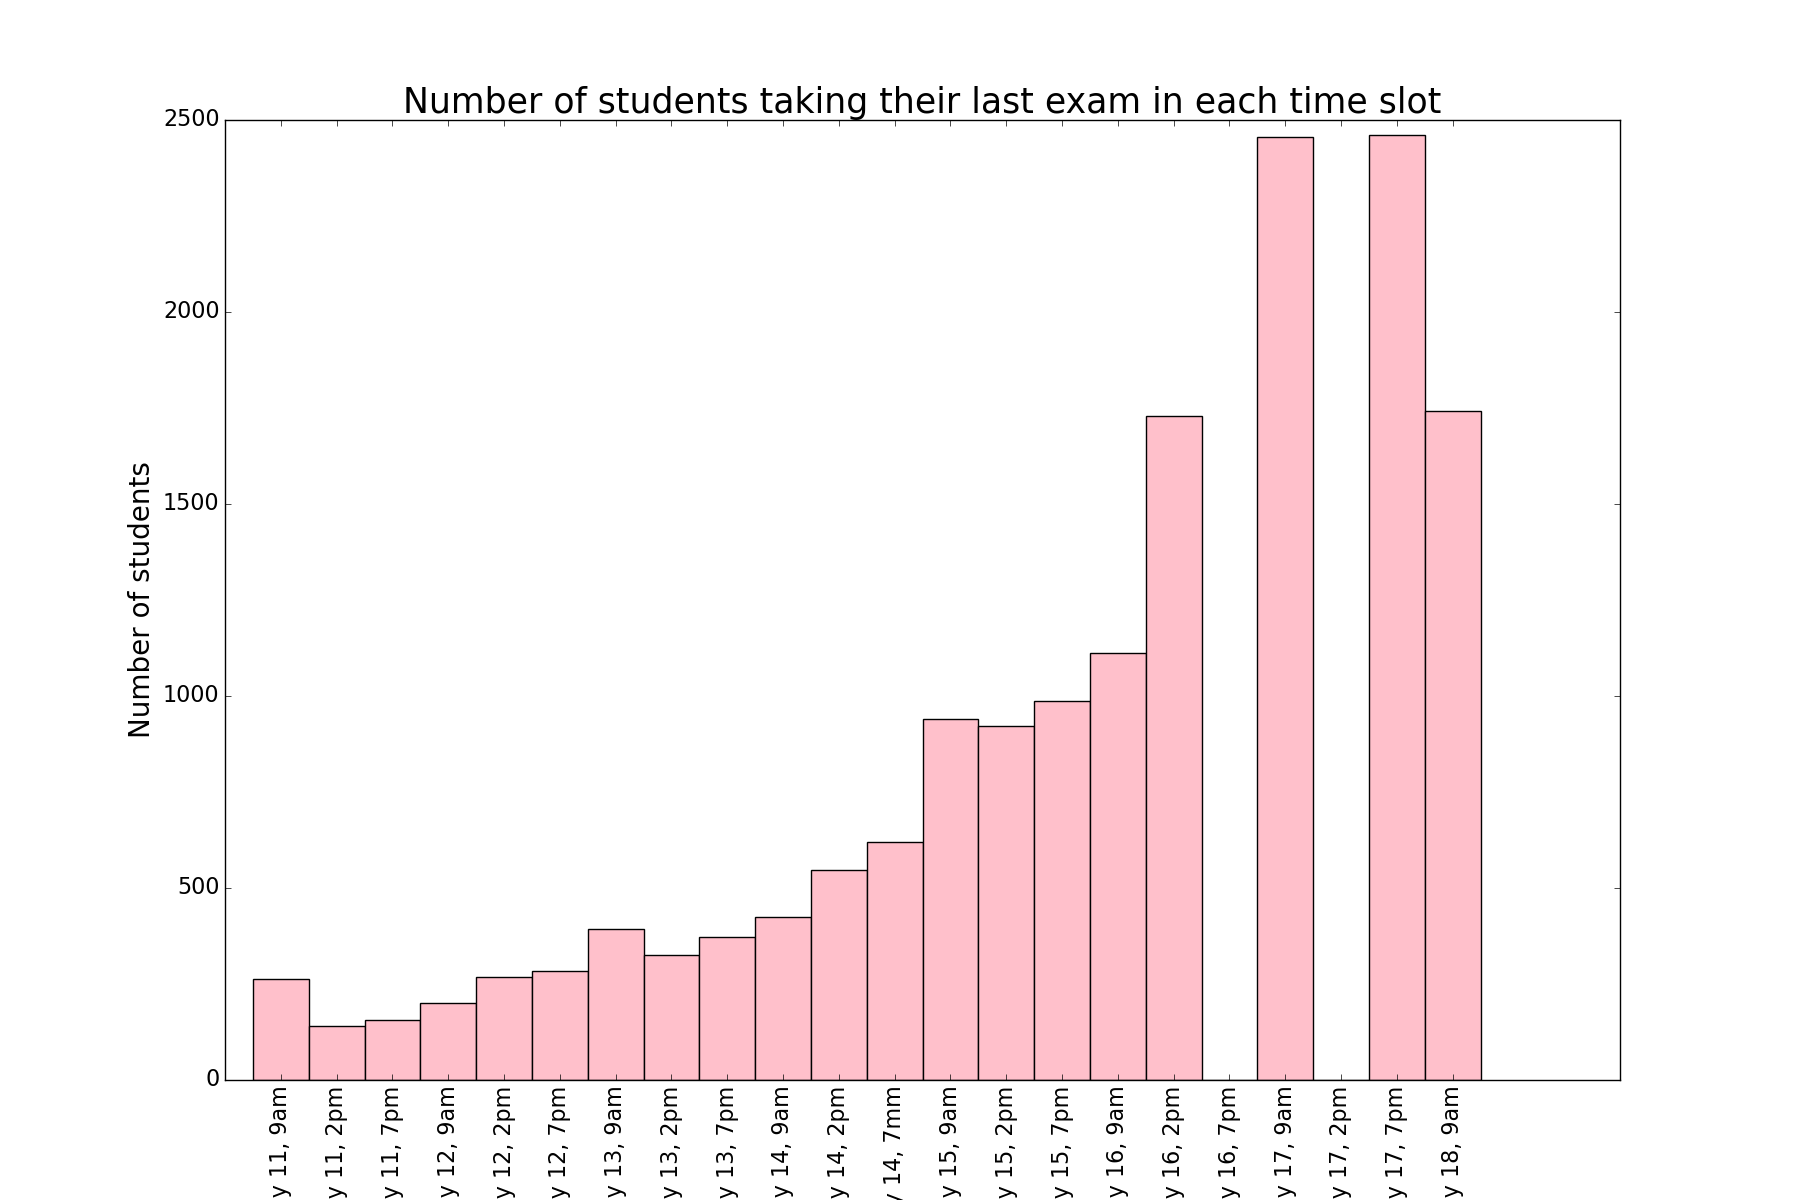 Number of students taking their last exam in each time slot
Number of students
2500
2000
1500
1000
500
0
y 11, 9am
y 11, 2pm
y 11, 7pm
y 12, 9am
y 12, 2pm
y 12, 7pm
y 13, 9am
y 13, 2pm
y 13, 7pm
y 14, 9am
y 14, 2pm
y 14, 7mm
y 15, 9am
y 15, 2pm
y 15, 7pm
y 16, 9am
y 16, 2pm
y 16, 7pm
y 17, 9am
y 17, 2pm
y 17, 7pm
y 18, 9am